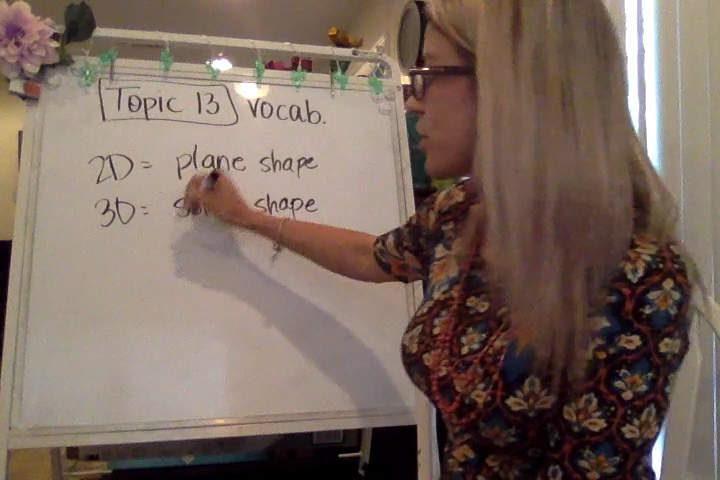 Topic 13 vocab.
2D = plane shape
3D = shape